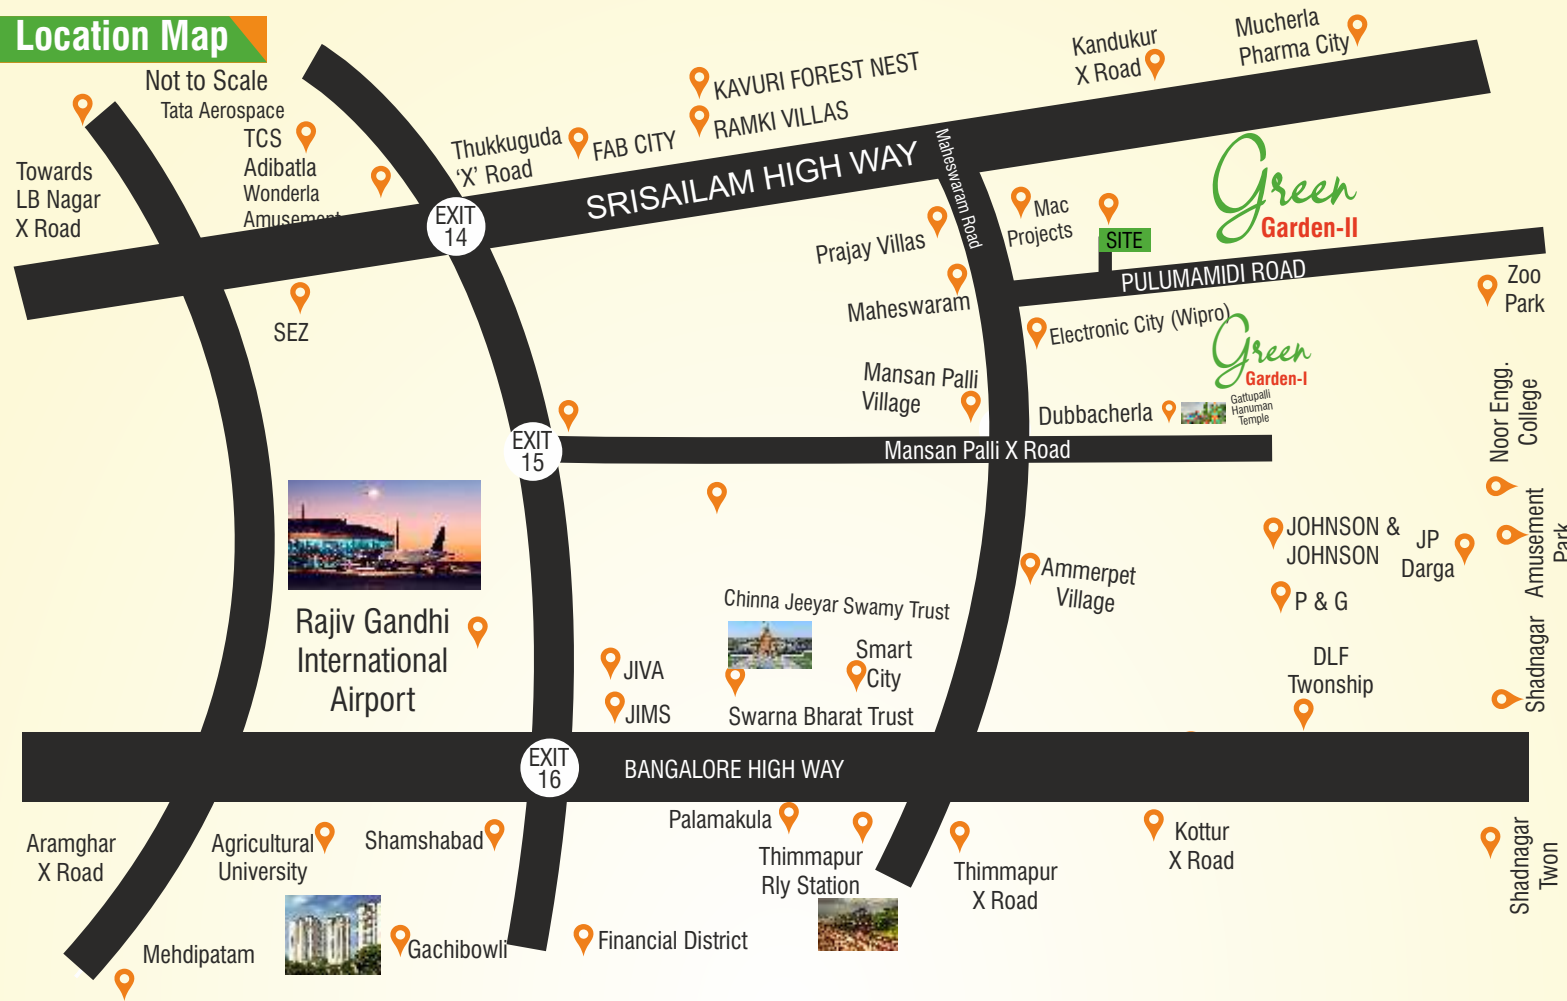 Location Map
Not to Scale
Tata Aerospace
TCS
Adibatla
Wonderla
Amusement
Towards
LB Nagar
X Road
EXIT
14
Thukkuguda
'X' Road
FAB CITY
KAVURI FOREST NEST
RAMKI VILLAS
SRISAILAM HIGH WAY
Kandukur
X Road
Mucherla
Pharma City
Maheswaram Road
Mac
Projects
SITE
Green
Garden-II
PULUMAMIDI ROAD
Zoo
Park
Prajay Villas
Maheswaram
Electronic City (Wipro)
Green
Garden-I
SEZ
Mansan Palli
Village
Dubbacherla
Gattupalli
Hanuman
Temple
Noor Engg.
College
EXIT
15
Mansan Palli X Road
JOHNSON &
JOHNSON
JP
Darga
Amusement
Park
P & G
Ammerpet
Village
Chinna Jeeyar Swamy Trust
Smart
City
Swarna Bharat Trust
Rajiv Gandhi
International
Airport
JIVA
JIMS
DLF
Twonship
Shadnagar
EXIT
16
BANGALORE HIGH WAY
Aramghar
X Road
Agricultural
University
Shamshabad
Palamakula
Thimmapur
Rly Station
Thimmapur
X Road
Kottur
X Road
Shadnagar
Twon
Mehdipatam
Gachibowli
Financial District